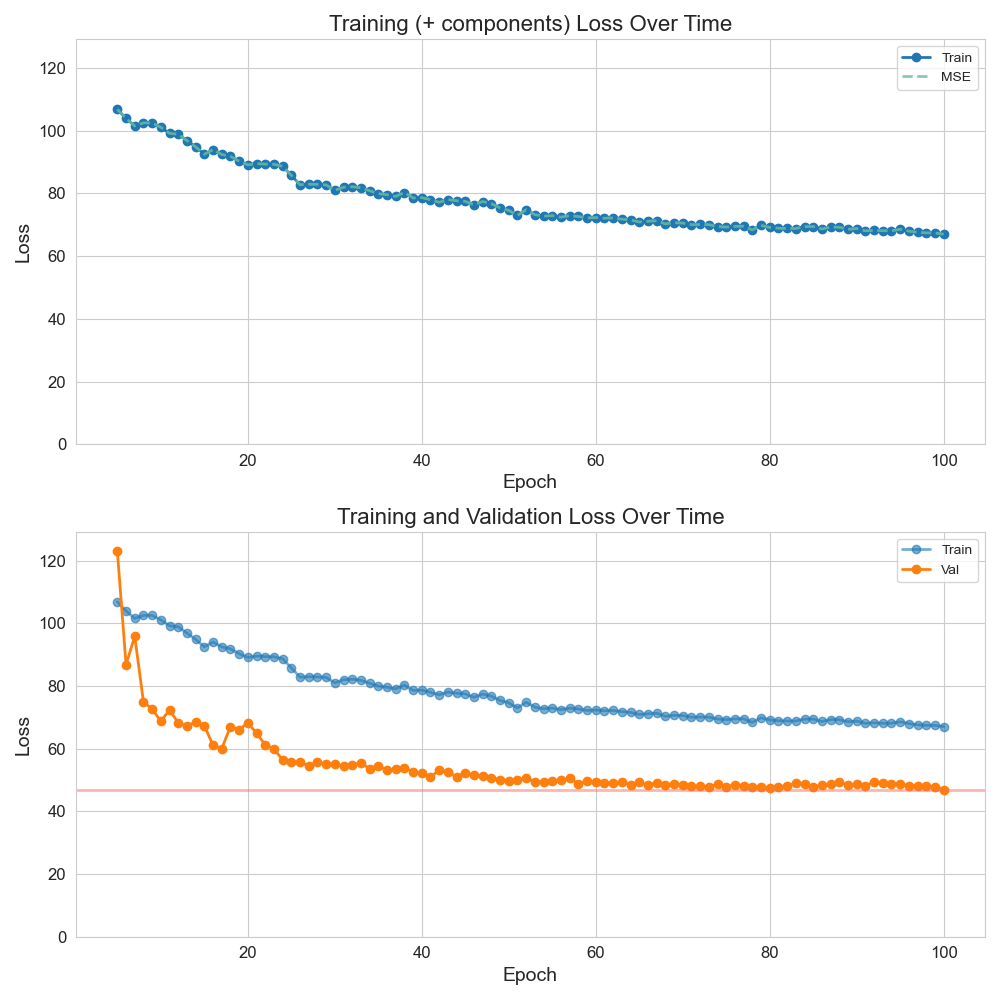 Training (+ components) Loss Over Time
Train
MSE
Loss
120
100
80
60
40
20
0
20 40 60 80 100
Epoch
Training and Validation Loss Over Time
Train
Val
Loss
120
100
80
60
40
20
0
20 40 60 80 100
Epoch